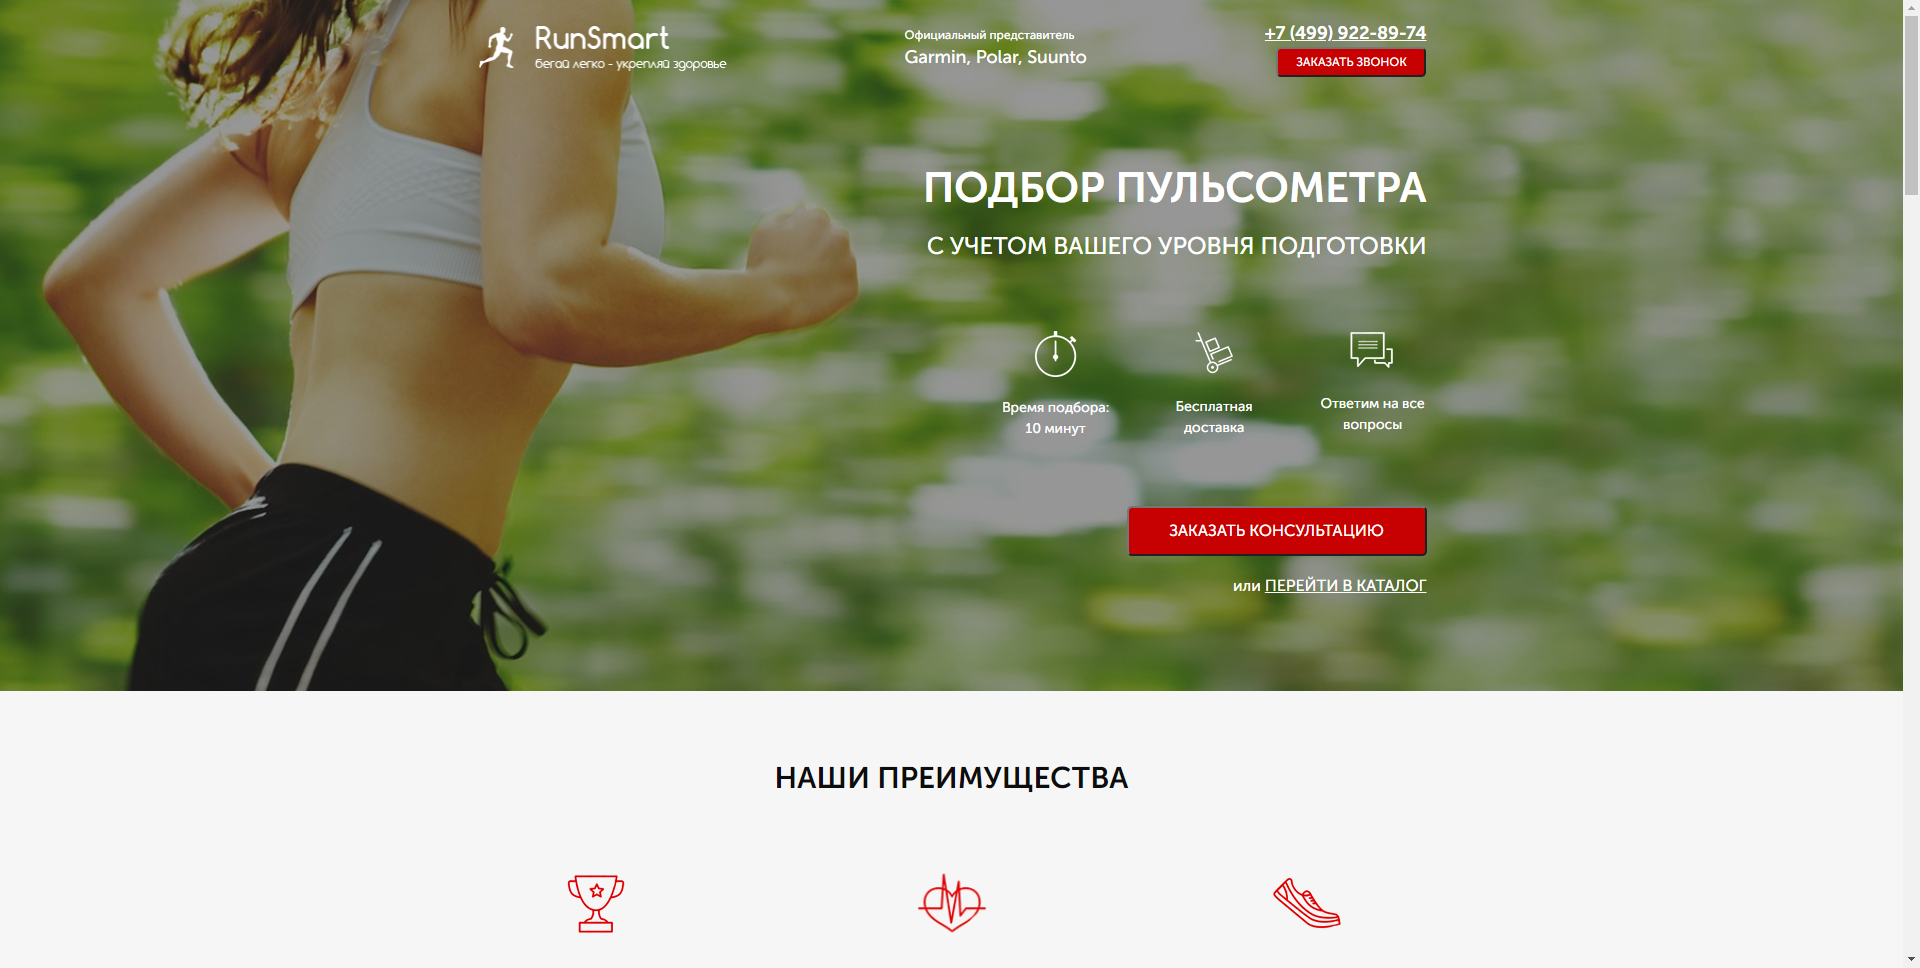 RunSmart
бегай легко - укрепляй здоровье
Официальный представитель
Garmin, Polar, Suunto
+7 (499) 922-89-74
ЗАКАЗАТЬ ЗВОНОК
ПОДБОР ПУЛЬСОМЕТРА
С УЧЕТОМ ВАШЕГО УРОВНЯ ПОДГОТОВКИ
Время подбора:
10 минут
Бесплатная
доставка
Ответим на все
вопросы
ЗАКАЗАТЬ КОНСУЛЬТАЦИЮ
или ПЕРЕЙТИ В КАТАЛОГ
НАШИ ПРЕИМУЩЕСТВА